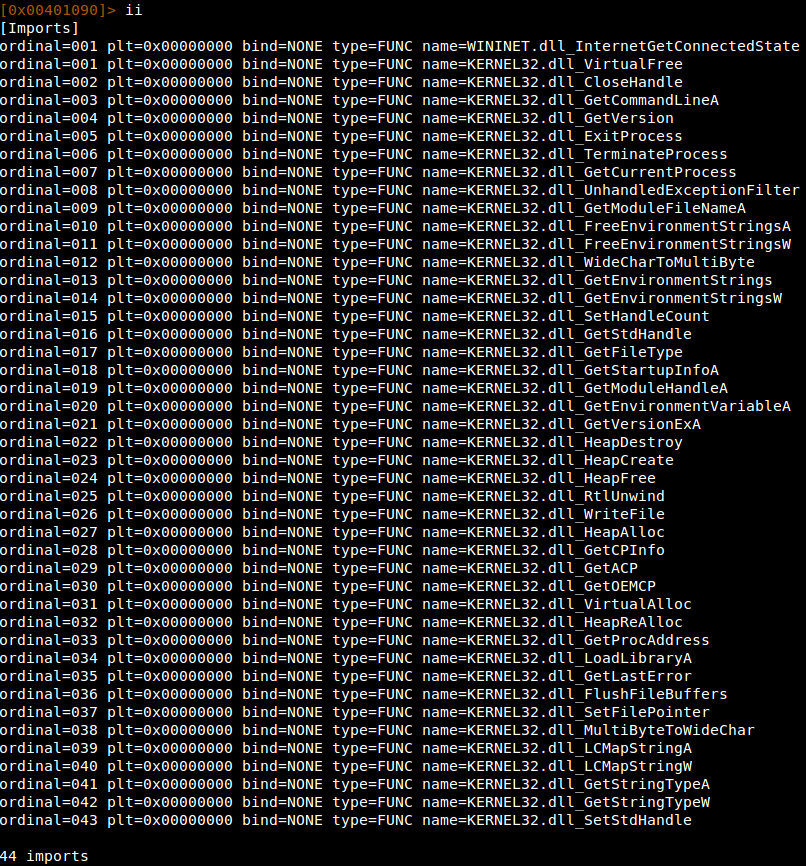 [0x00401090]> ii
[Imports]
ordinal=001 plt=0x00000000 bind=NONE type=FUNC name=WININET.dll_InternetGetConnectedState
ordinal=001 plt=0x00000000 bind=NONE type=FUNC name=KERNEL32.dll_VirtualFree
ordinal=002 plt=0x00000000 bind=NONE type=FUNC name=KERNEL32.dll_CloseHandle
ordinal=003 plt=0x00000000 bind=NONE type=FUNC name=KERNEL32.dll_GetCommandLineA
ordinal=004 plt=0x00000000 bind=NONE type=FUNC name=KERNEL32.dll_GetVersion
ordinal=005 plt=0x00000000 bind=NONE type=FUNC name=KERNEL32.dll_ExitProcess
ordinal=006 plt=0x00000000 bind=NONE type=FUNC name=KERNEL32.dll_TerminateProcess
ordinal=007 plt=0x00000000 bind=NONE type=FUNC name=KERNEL32.dll_GetCurrentProcess
ordinal=008 plt=0x00000000 bind=NONE type=FUNC name=KERNEL32.dll_UnhandledExceptionFilter
ordinal=009 plt=0x00000000 bind=NONE type=FUNC name=KERNEL32.dll_GetModuleFileNameA
ordinal=010 plt=0x00000000 bind=NONE type=FUNC name=KERNEL32.dll_FreeEnvironmentStringsA
ordinal=011 plt=0x00000000 bind=NONE type=FUNC name=KERNEL32.dll_FreeEnvironmentStringsW
ordinal=012 plt=0x00000000 bind=NONE type=FUNC name=KERNEL32.dll_WideCharToMultiByte
ordinal=013 plt=0x00000000 bind=NONE type=FUNC name=KERNEL32.dll_GetEnvironmentStrings
ordinal=014 plt=0x00000000 bind=NONE type=FUNC name=KERNEL32.dll_GetEnvironmentStringsW
ordinal=015 plt=0x00000000 bind=NONE type=FUNC name=KERNEL32.dll_SetHandleCount
ordinal=016 plt=0x00000000 bind=NONE type=FUNC name=KERNEL32.dll_GetStdHandle
ordinal=017 plt=0x00000000 bind=NONE type=FUNC name=KERNEL32.dll_GetFileType
ordinal=018 plt=0x00000000 bind=NONE type=FUNC name=KERNEL32.dll_GetStartupInfoA
ordinal=019 plt=0x00000000 bind=NONE type=FUNC name=KERNEL32.dll_GetModuleHandleA
ordinal=020 plt=0x00000000 bind=NONE type=FUNC name=KERNEL32.dll_GetEnvironmentVariableA
ordinal=021 plt=0x00000000 bind=NONE type=FUNC name=KERNEL32.dll_GetVersionExA
ordinal=022 plt=0x00000000 bind=NONE type=FUNC name=KERNEL32.dll_HeapDestroy
ordinal=023 plt=0x00000000 bind=NONE type=FUNC name=KERNEL32.dll_HeapCreate
ordinal=024 plt=0x00000000 bind=NONE type=FUNC name=KERNEL32.dll_HeapFree
ordinal=025 plt=0x00000000 bind=NONE type=FUNC name=KERNEL32.dll_RtlUnwind
ordinal=026 plt=0x00000000 bind=NONE type=FUNC name=KERNEL32.dll_WriteFile
ordinal=027 plt=0x00000000 bind=NONE type=FUNC name=KERNEL32.dll_HeapAlloc
ordinal=028 plt=0x00000000 bind=NONE type=FUNC name=KERNEL32.dll_GetCPInfo
ordinal=029 plt=0x00000000 bind=NONE type=FUNC name=KERNEL32.dll_GetACP
ordinal=030 plt=0x00000000 bind=NONE type=FUNC name=KERNEL32.dll_GetOEMCP
ordinal=031 plt=0x00000000 bind=NONE type=FUNC name=KERNEL32.dll_VirtualAlloc
ordinal=032 plt=0x00000000 bind=NONE type=FUNC name=KERNEL32.dll_HeapReAlloc
ordinal=033 plt=0x00000000 bind=NONE type=FUNC name=KERNEL32.dll_GetProcAddress
ordinal=034 plt=0x00000000 bind=NONE type=FUNC name=KERNEL32.dll_LoadLibraryA
ordinal=035 plt=0x00000000 bind=NONE type=FUNC name=KERNEL32.dll_GetLastError
ordinal=036 plt=0x00000000 bind=NONE type=FUNC name=KERNEL32.dll_FlushFileBuffers
ordinal=037 plt=0x00000000 bind=NONE type=FUNC name=KERNEL32.dll_SetFilePointer
ordinal=038 plt=0x00000000 bind=NONE type=FUNC name=KERNEL32.dll_MultiByteToWideChar
ordinal=039 plt=0x00000000 bind=NONE type=FUNC name=KERNEL32.dll_LCMapStringA
ordinal=040 plt=0x00000000 bind=NONE type=FUNC name=KERNEL32.dll_LCMapStringW
ordinal=041 plt=0x00000000 bind=NONE type=FUNC name=KERNEL32.dll_GetStringTypeA
ordinal=042 plt=0x00000000 bind=NONE type=FUNC name=KERNEL32.dll_GetStringTypeW
ordinal=043 plt=0x00000000 bind=NONE type=FUNC name=KERNEL32.dll_SetStdHandle
44 imports